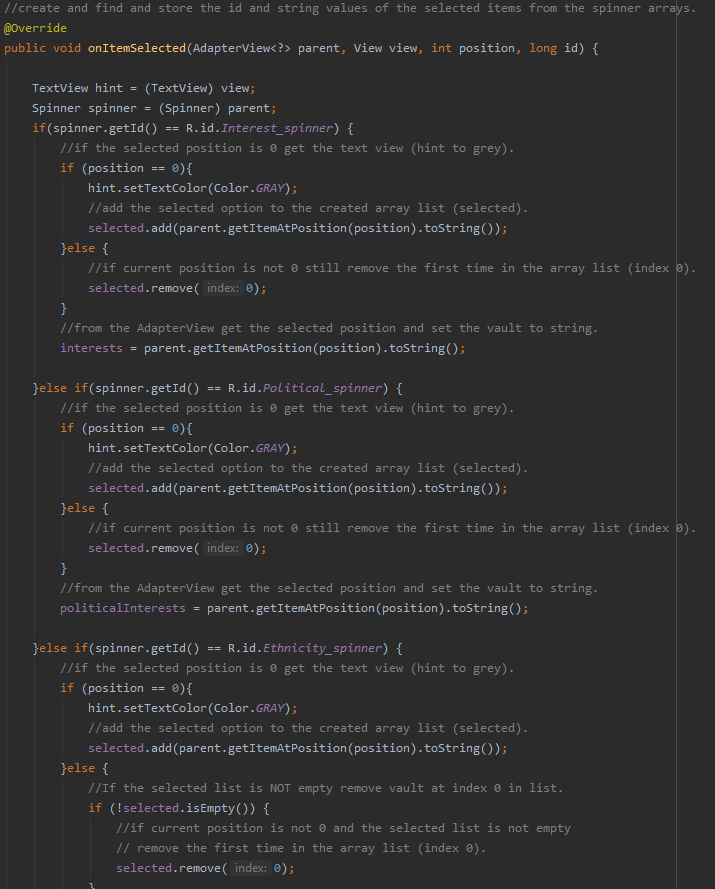 //create and find and store the id and string values of the selected items from the spinner arrays.
@Override
public void onItemSelected(AdapterView<?> parent, View view, int position, long id) {
TextView hint = (TextView) view;
Spinner spinner = (Spinner) parent;
if(spinner.getId() == R.id.Interest_spinner) {
//if the selected position is 0 get the text view (hint to grey).
if (position == 0){
hint.setTextColor(Color.GRAY);
//add the selected option to the created array list (selected).
selected.add(parent.getItemAtPosition(position).toString());
}else {
//if current position is not 0 still remove the first time in the array list (index 0).
selected.remove( index: 0);
}
//from the AdapterView get the selected position and set the vault to string.
interests = parent.getItemAtPosition(position).toString();
}else if(spinner.getId() == R.id.Political_spinner) {
//if the selected position is 0 get the text view (hint to grey).
if (position == 0){
hint.setTextColor(Color.GRAY);
//add the selected option to the created array list (selected).
selected.add(parent.getItemAtPosition(position).toString());
}else {
//if current position is not 0 still remove the first time in the array list (index 0).
selected.remove( index: 0);
}
//from the AdapterView get the selected position and set the vault to string.
politicalInterests = parent.getItemAtPosition(position).toString();
}else if(spinner.getId() == R.id.Ethnicity_spinner) {
//if the selected position is 0 get the text view (hint to grey).
if (position == 0){
hint.setTextColor(Color.GRAY);
//add the selected option to the created array list (selected).
selected.add(parent.getItemAtPosition(position).toString());
}else {
//If the selected list is NOT empty remove vault at index 0 in list.
if (!selected.isEmpty()) {
//if current position is not 0 and the selected list is not empty
// remove the first time in the array list (index 0).
selected.remove( index: 0);
}